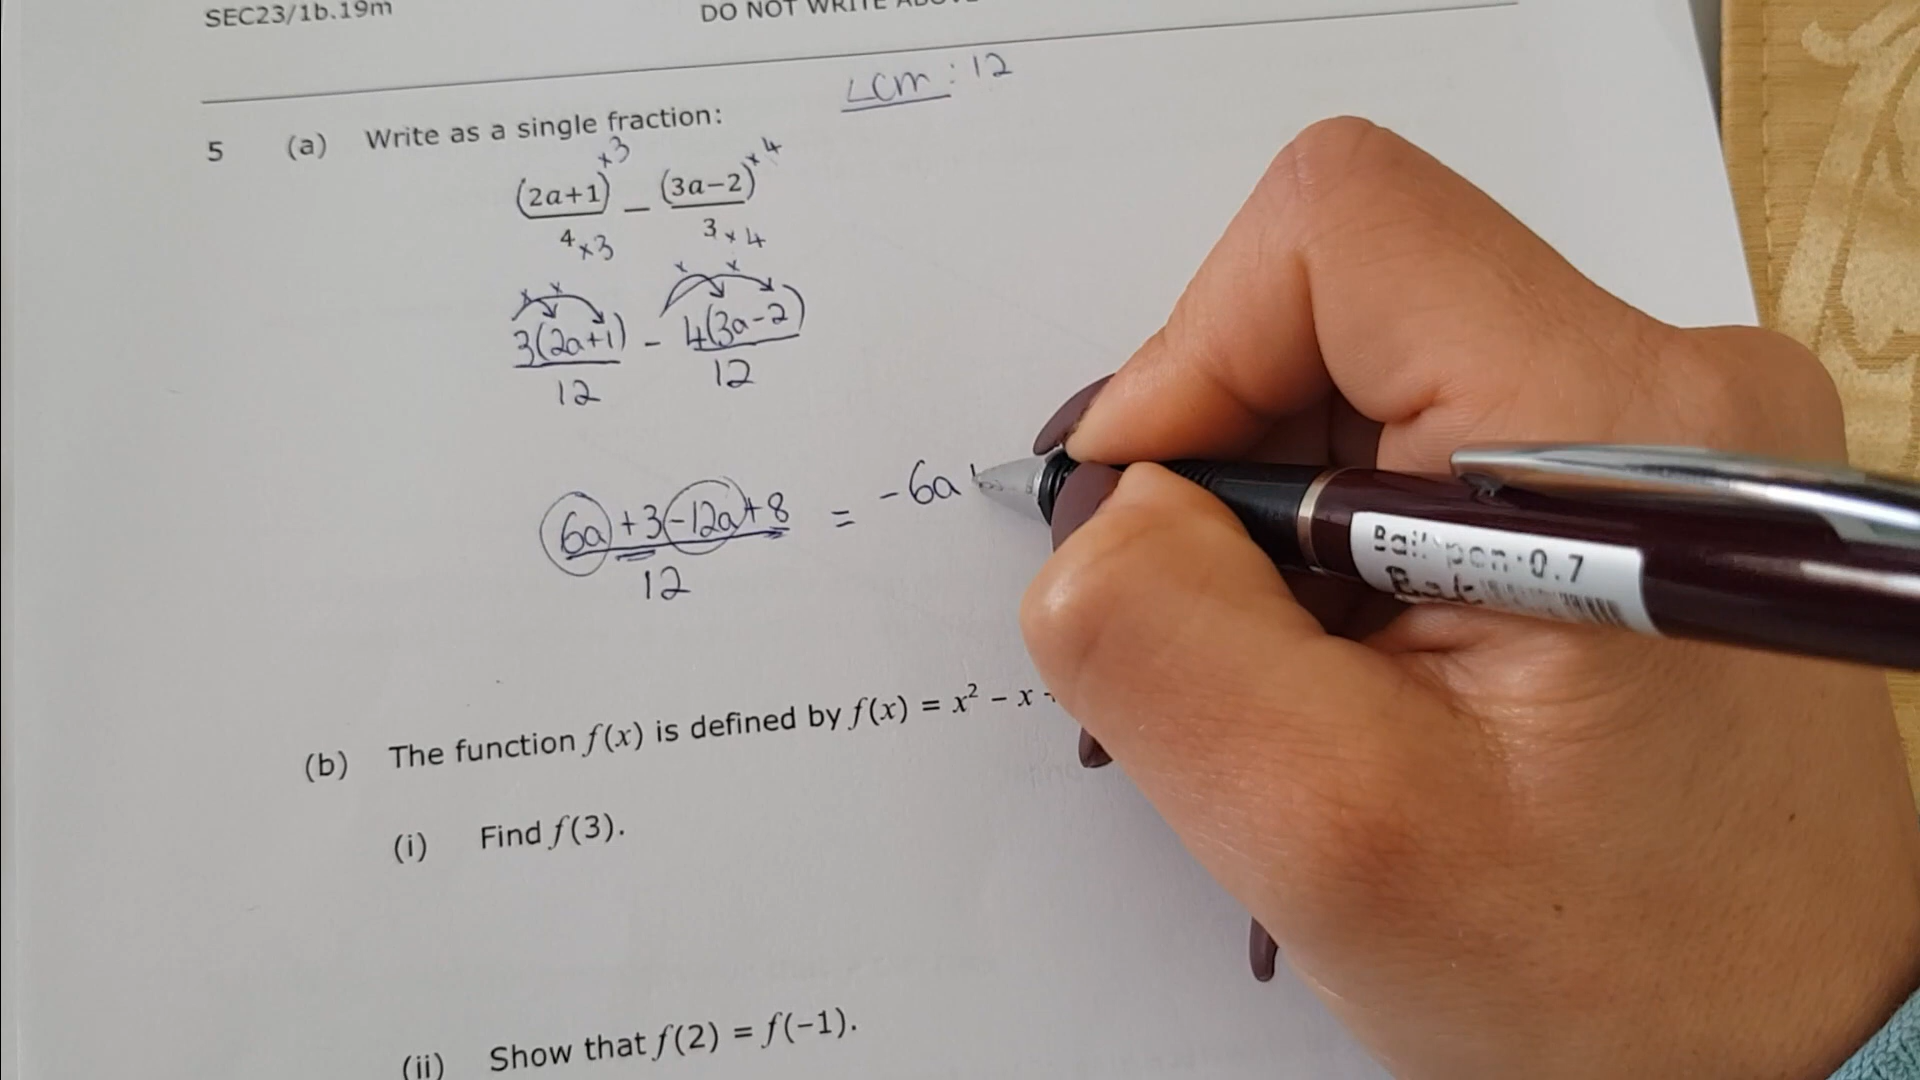 SEC23/1b.19m
DO NOT WRITE ABOVE
LCM : 12
5 (a) Write as a single fraction:
(2a+1) ×3 – (3a–2) ×4
4 ×3 3 ×4
× × × ×
3(2a+1) - 4(3a-2)
12 12
6a +3 -12a +8 = -6a +
12
Ball pen·0.7
(b) The function f(x) is defined by f(x) = x² – x
(i) Find f(3).
(ii) Show that f(2) = f(−1).